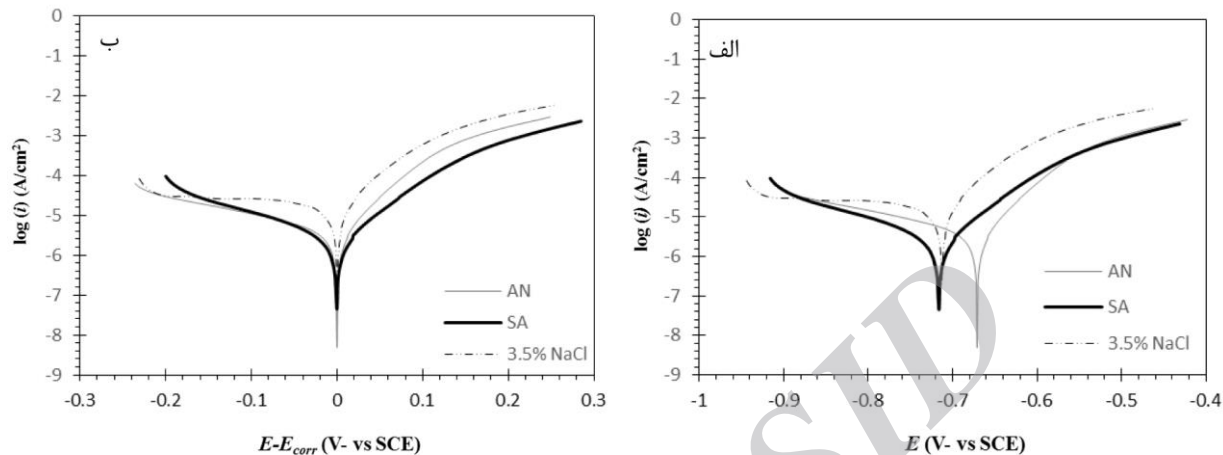 ب
0
-1
-2
-3
-4
-5
-6
-7
-8
-9
log (i) (A/cm²)
AN
SA
3.5% NaCl
-0.3 -0.2 -0.1 0 0.1 0.2 0.3
E-Ecorr (V- vs SCE)
الف
0
-1
-2
-3
-4
-5
-6
-7
-8
-9
log (i) (A/cm²)
AN
SA
3.5% NaCl
-1 -0.9 -0.8 -0.7 -0.6 -0.5 -0.4
E (V- vs SCE)
SID